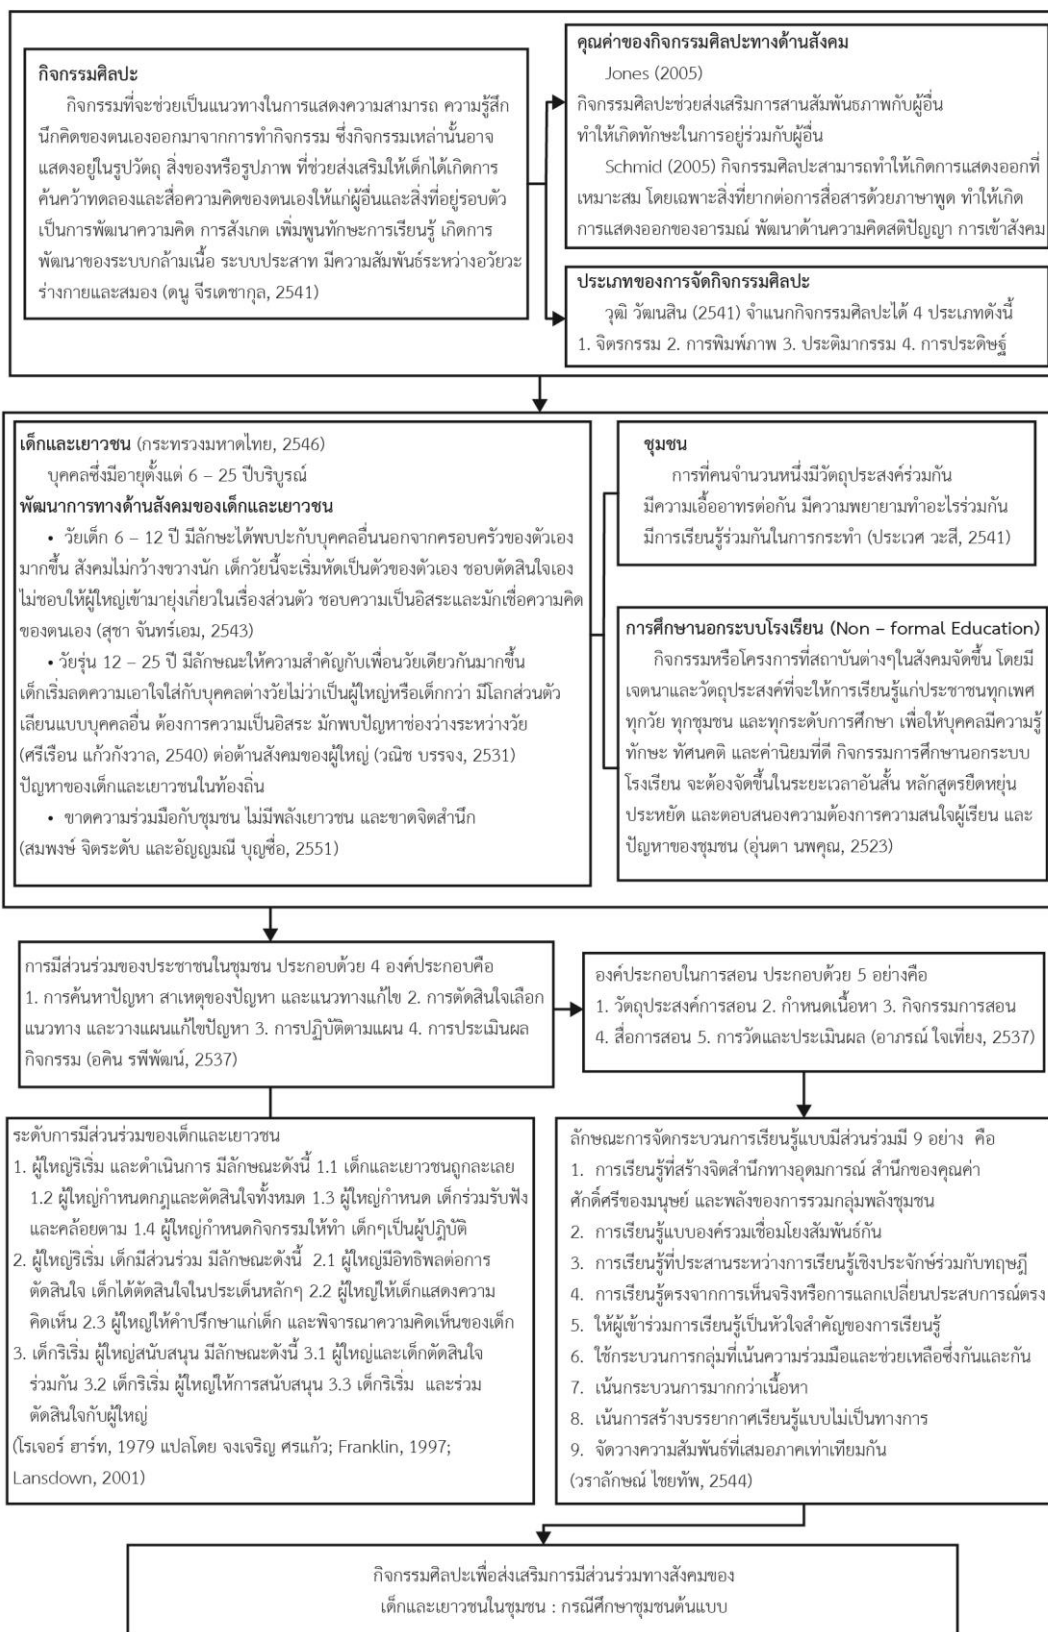 กิจกรรมศิลปะ
กิจกรรมที่จะช่วยเป็นแนวทางในการแสดงความสามารถ ความรู้สึก
นึกคิดของตนเองออกมาจากการทำกิจกรรม ซึ่งกิจกรรมเหล่านั้นอาจ
แสดงอยู่ในรูปวัตถุ สิ่งของหรือรูปภาพ ที่ช่วยส่งเสริมให้เด็กได้เกิดการ
ค้นคว้าทดลองและสื่อความคิดของตนเองให้แก่ผู้อื่นและสิ่งที่อยู่รอบตัว
เป็นการพัฒนาความคิด การสังเกต เพิ่มพูนทักษะการเรียนรู้ เกิดการ
พัฒนาของระบบกล้ามเนื้อ ระบบประสาท มีความสัมพันธ์ระหว่างอวัยวะ
ร่างกายและสมอง (ดนู จีรเดชากุล, 2541)
คุณค่าของกิจกรรมศิลปะทางด้านสังคม
Jones (2005)
กิจกรรมศิลปะช่วยส่งเสริมการสานสัมพันธภาพกับผู้อื่น
ทำให้เกิดทักษะในการอยู่ร่วมกับผู้อื่น
Schmid (2005) กิจกรรมศิลปะสามารถทำให้เกิดการแสดงออกที่
เหมาะสม โดยเฉพาะสิ่งที่ยากต่อการสื่อสารด้วยภาษาพูด ทำให้เกิด
การแสดงออกของอารมณ์ พัฒนาด้านความคิดสติปัญญา การเข้าสังคม
ประเภทของการจัดกิจกรรมศิลปะ
วุฒิ วัฒนสิน (2541) จำแนกกิจกรรมศิลปะได้ 4 ประเภทดังนี้
1. จิตรกรรม 2. การพิมพ์ภาพ 3. ประติมากรรม 4. การประดิษฐ์
เด็กและเยาวชน (กระทรวงมหาดไทย, 2546)
บุคคลซึ่งมีอายุตั้งแต่ 6 – 25 ปีบริบูรณ์
พัฒนาการทางด้านสังคมของเด็กและเยาวชน
• วัยเด็ก 6 – 12 ปี มีลักษณะได้พบปะกับบุคคลอื่นนอกจากครอบครัวของตัวเอง
มากขึ้น สังคมไม่กว้างขวางนัก เด็กวัยนี้จะเริ่มหัดเป็นตัวของตัวเอง ชอบตัดสินใจเอง
ไม่ชอบให้ผู้ใหญ่เข้ามายุ่งเกี่ยวในเรื่องส่วนตัว ชอบความเป็นอิสระและมักเชื่อความคิด
ของตนเอง (สุชา จันทร์เอม, 2543)
• วัยรุ่น 12 – 25 ปี มีลักษณะให้ความสำคัญกับเพื่อนวัยเดียวกันมากขึ้น
เด็กเริ่มลดความเอาใจใส่กับบุคคลต่างวัยไม่ว่าเป็นผู้ใหญ่หรือเด็กกว่า มีโลกส่วนตัว
เลียนแบบบุคคลอื่น ต้องการความเป็นอิสระ มักพบปัญหาช่องว่างระหว่างวัย
(ศรีเรือน แก้วกังวาล, 2540) ต่อต้านสังคมของผู้ใหญ่ (วณิช บรรจง, 2531)
ปัญหาของเด็กและเยาวชนในท้องถิ่น
• ขาดความร่วมมือกับชุมชน ไม่มีพลังเยาวชน และขาดจิตสำนึก
(สมพงษ์ จิตระดับ และอัญญมณี บุญซื่อ, 2551)
ชุมชน
การที่คนจำนวนหนึ่งมีวัตถุประสงค์ร่วมกัน
มีความเอื้ออาทรต่อกัน มีความพยายามทำอะไรร่วมกัน
มีการเรียนรู้ร่วมกันในการกระทำ (ประเวศ วะสี, 2541)
การศึกษานอกระบบโรงเรียน (Non – formal Education)
กิจกรรมหรือโครงการที่สถาบันต่างๆในสังคมจัดขึ้น โดยมี
เจตนาและวัตถุประสงค์ที่จะให้การเรียนรู้แก่ประชาชนทุกเพศ
ทุกวัย ทุกชุมชน และทุกระดับการศึกษา เพื่อให้บุคคลมีความรู้
ทักษะ ทัศนคติ และค่านิยมที่ดี กิจกรรมการศึกษานอกระบบ
โรงเรียน จะต้องจัดขึ้นในระยะเวลาอันสั้น หลักสูตรยืดหยุ่น
ประหยัด และตอบสนองความต้องการความสนใจผู้เรียน และ
ปัญหาของชุมชน (อุ่นตา นพคุณ, 2523)
การมีส่วนร่วมของประชาชนในชุมชน ประกอบด้วย 4 องค์ประกอบคือ
1. การค้นหาปัญหา สาเหตุของปัญหา และแนวทางแก้ไข 2. การตัดสินใจเลือก
แนวทาง และวางแผนแก้ไขปัญหา 3. การปฏิบัติตามแผน 4. การประเมินผล
กิจกรรม (อคิน รพีพัฒน์, 2537)
องค์ประกอบในการสอน ประกอบด้วย 5 อย่างคือ
1. วัตถุประสงค์การสอน 2. กำหนดเนื้อหา 3. กิจกรรมการสอน
4. สื่อการสอน 5. การวัดและประเมินผล (อาภรณ์ ใจเที่ยง, 2537)
ระดับการมีส่วนร่วมของเด็กและเยาวชน
1. ผู้ใหญ่ริเริ่ม และดำเนินการ มีลักษณะดังนี้ 1.1 เด็กและเยาวชนถูกละเลย
1.2 ผู้ใหญ่กำหนดกฎและตัดสินใจทั้งหมด 1.3 ผู้ใหญ่กำหนด เด็กร่วมรับฟัง
และคล้อยตาม 1.4 ผู้ใหญ่กำหนดกิจกรรมให้ทำ เด็กๆเป็นผู้ปฏิบัติ
2. ผู้ใหญ่ริเริ่ม เด็กมีส่วนร่วม มีลักษณะดังนี้ 2.1 ผู้ใหญ่มีอิทธิพลต่อการ
ตัดสินใจ เด็กได้ตัดสินใจในประเด็นหลักๆ 2.2 ผู้ใหญ่ให้เด็กแสดงความ
คิดเห็น 2.3 ผู้ใหญ่ให้คำปรึกษาแก่เด็ก และพิจารณาความคิดเห็นของเด็ก
3. เด็กริเริ่ม ผู้ใหญ่สนับสนุน มีลักษณะดังนี้ 3.1 ผู้ใหญ่และเด็กตัดสินใจ
ร่วมกัน 3.2 เด็กริเริ่ม ผู้ใหญ่ให้การสนับสนุน 3.3 เด็กริเริ่ม และร่วม
ตัดสินใจกับผู้ใหญ่
(โรเจอร์ ฮาร์ท, 1979 แปลโดย จงเจริญ ศรแก้ว; Franklin, 1997;
Lansdown, 2001)
ลักษณะการจัดกระบวนการเรียนรู้แบบมีส่วนร่วมมี 9 อย่าง คือ
1. การเรียนรู้ที่สร้างจิตสำนึกทางอุดมการณ์ สำนึกของคุณค่า
ศักดิ์ศรีของมนุษย์ และพลังของการรวมกลุ่มพลังชุมชน
2. การเรียนรู้แบบองค์รวมเชื่อมโยงสัมพันธ์กัน
3. การเรียนรู้ที่ประสานระหว่างการเรียนรู้เชิงประจักษ์ร่วมกับทฤษฎี
4. การเรียนรู้ตรงจากการเห็นจริงหรือการแลกเปลี่ยนประสบการณ์ตรง
5. ให้ผู้เข้าร่วมการเรียนรู้เป็นหัวใจสำคัญของการเรียนรู้
6. ใช้กระบวนการกลุ่มที่เน้นความร่วมมือและช่วยเหลือซึ่งกันและกัน
7. เน้นกระบวนการมากกว่าเนื้อหา
8. เน้นการสร้างบรรยากาศเรียนรู้แบบไม่เป็นทางการ
9. จัดวางความสัมพันธ์ที่เสมอภาคเท่าเทียมกัน
(วราลักษณ์ ไชยทัพ, 2544)
กิจกรรมศิลปะเพื่อส่งเสริมการมีส่วนร่วมทางสังคมของ
เด็กและเยาวชนในชุมชน : กรณีศึกษาชุมชนต้นแบบ